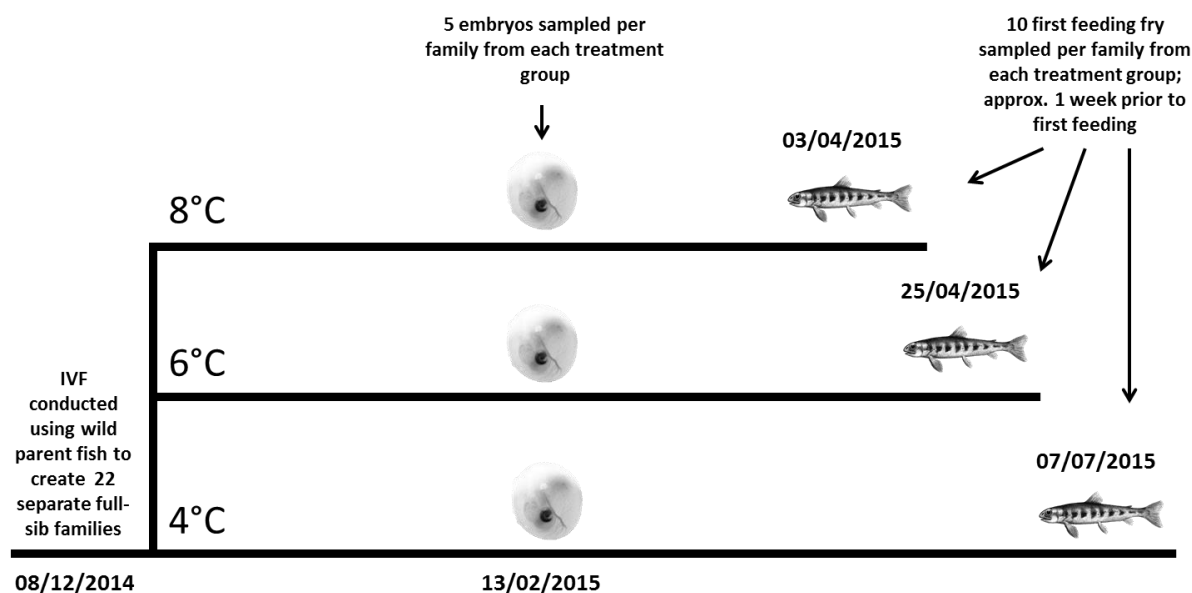 5 embryos sampled per
family from each treatment
group
10 first feeding fry
sampled per family from
each treatment group;
approx. 1 week prior to
first feeding
03/04/2015
8°C
25/04/2015
6°C
IVF
conducted
using wild
parent fish to
create 22
separate full-
sib families
07/07/2015
4°C
08/12/2014
13/02/2015